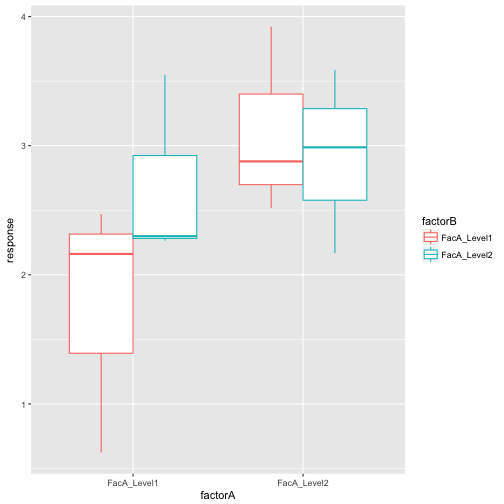 4
3
2
1
response
FacA_Level1
FacA_Level2
factorA
factorB
FacA_Level1
FacA_Level2